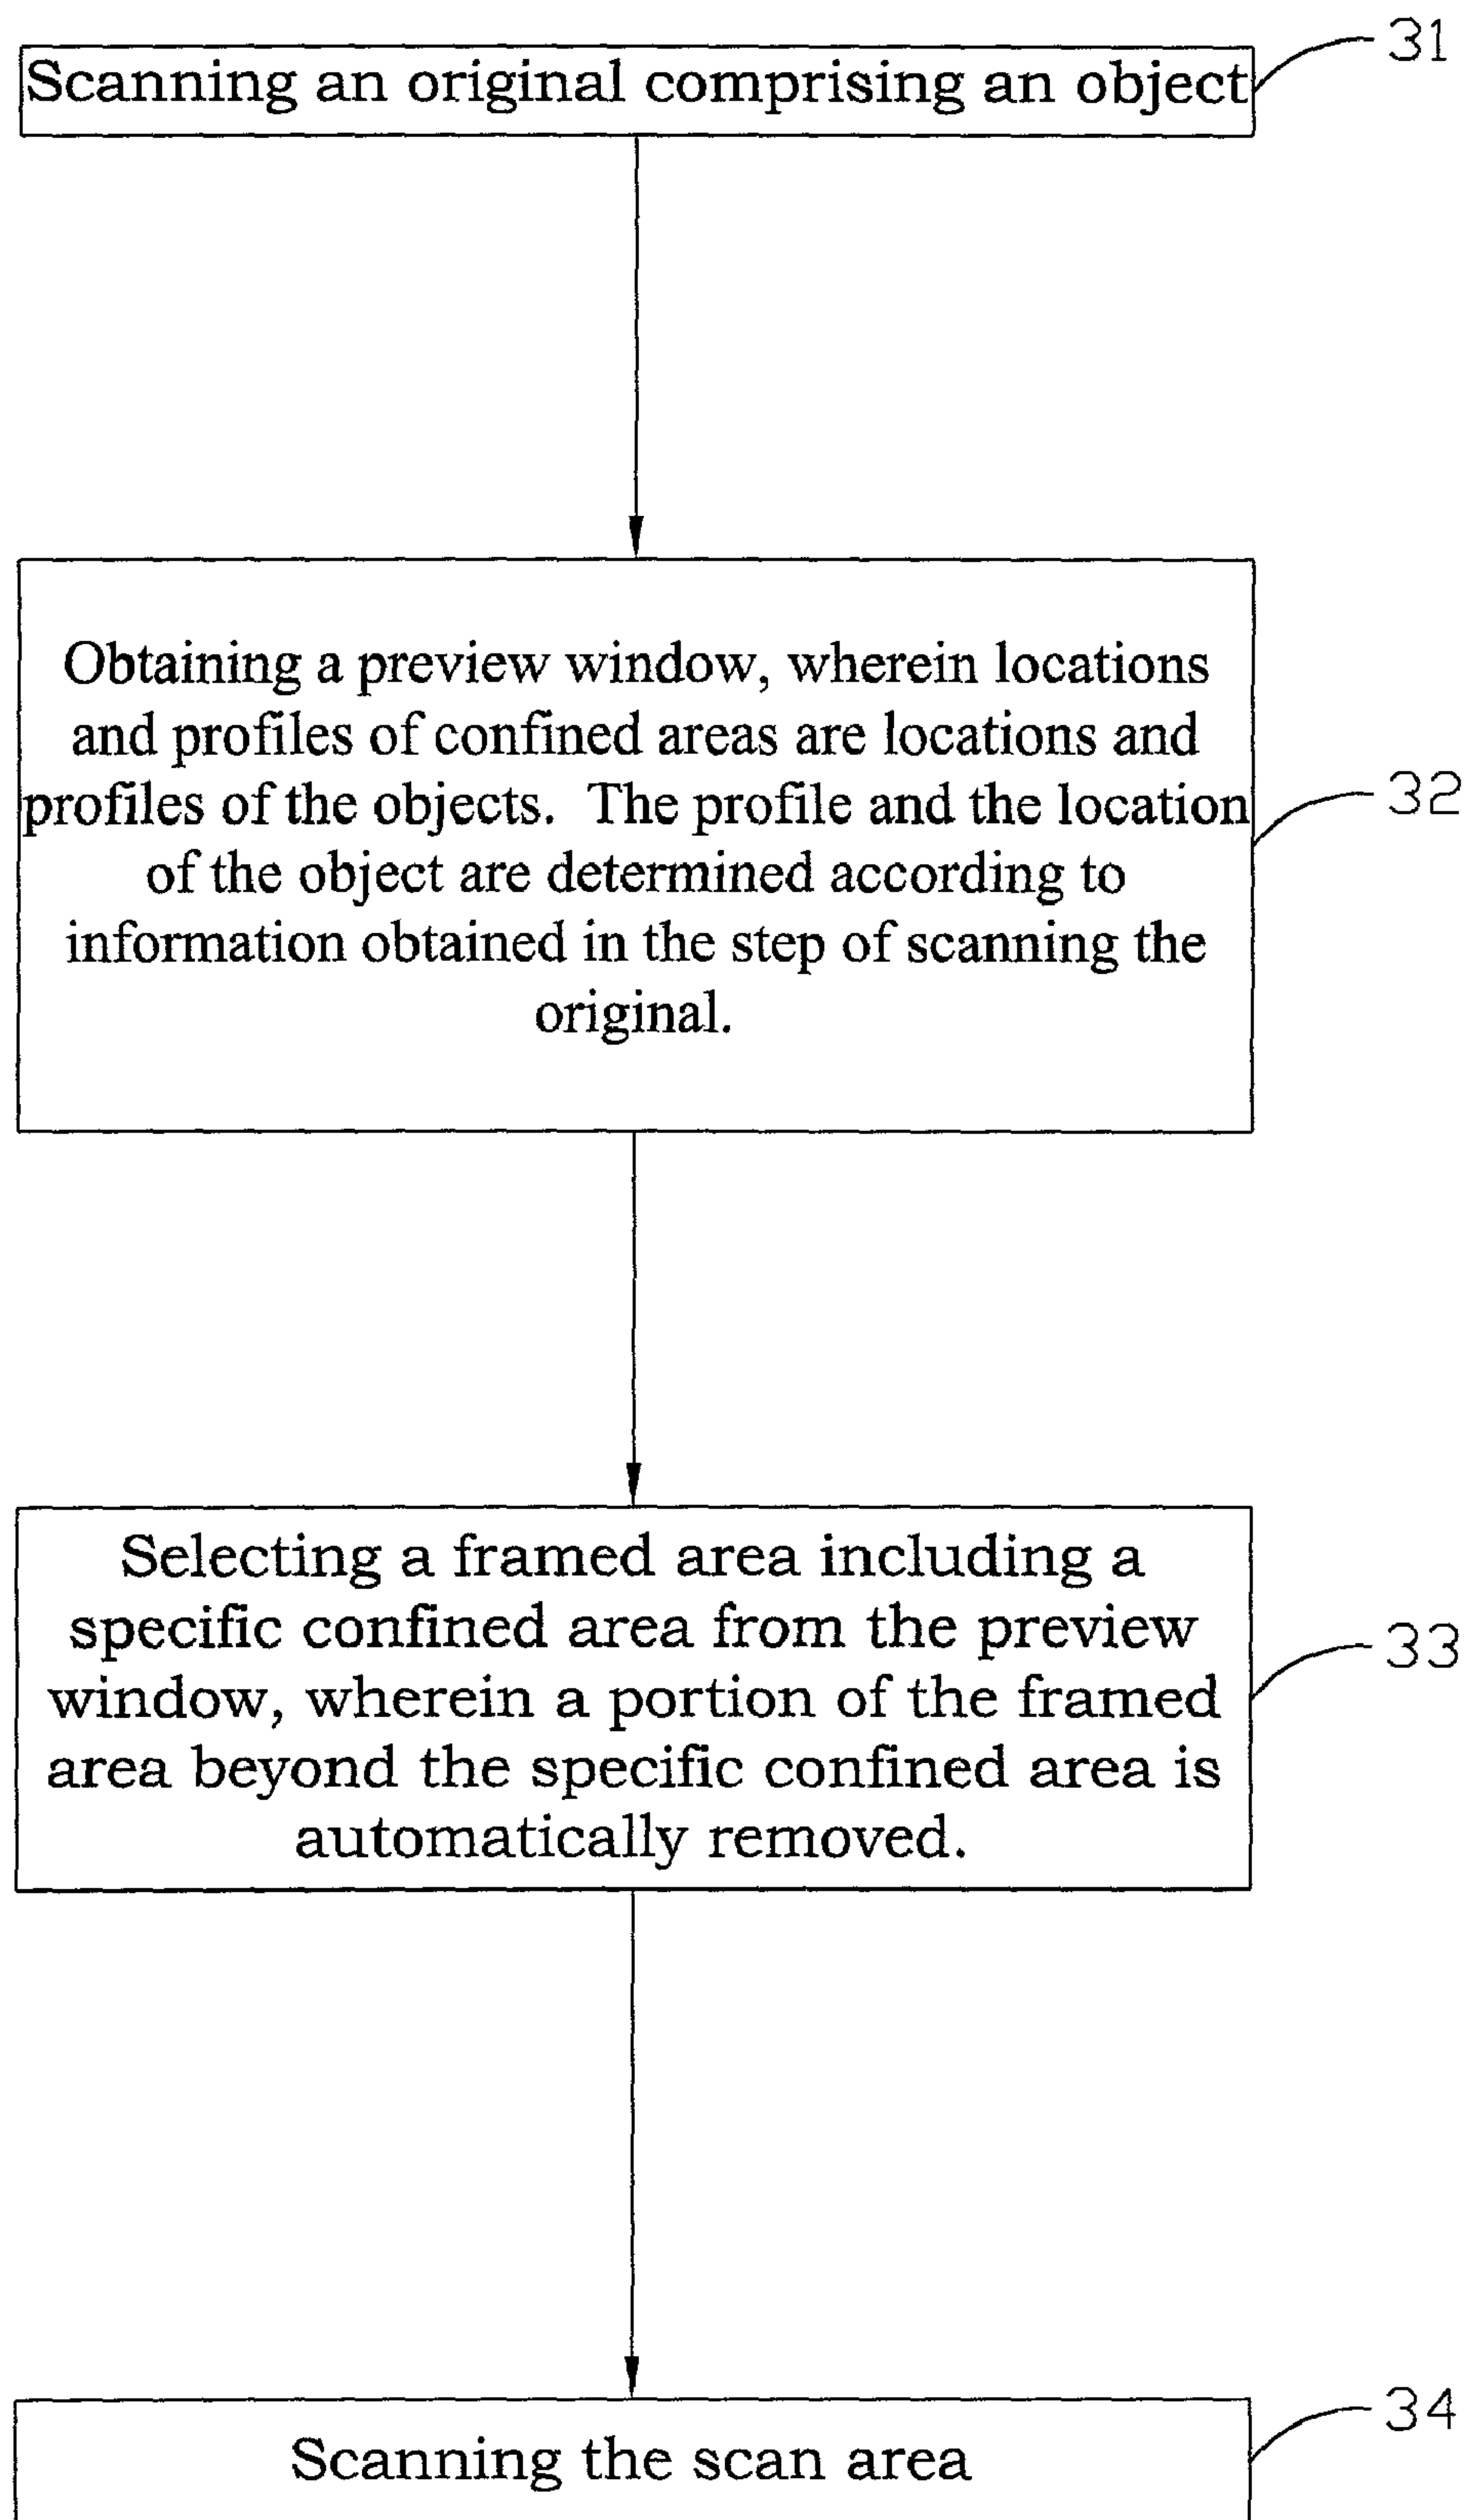 31
Scanning an original comprising an object
Obtaining a preview window, wherein locations
and profiles of confined areas are locations and
profiles of the objects. The profile and the location
of the object are determined according to
information obtained in the step of scanning the
original.
32
Selecting a framed area including a
specific confined area from the preview
window, wherein a portion of the framed
area beyond the specific confined area is
automatically removed.
33
34
Scanning the scan area